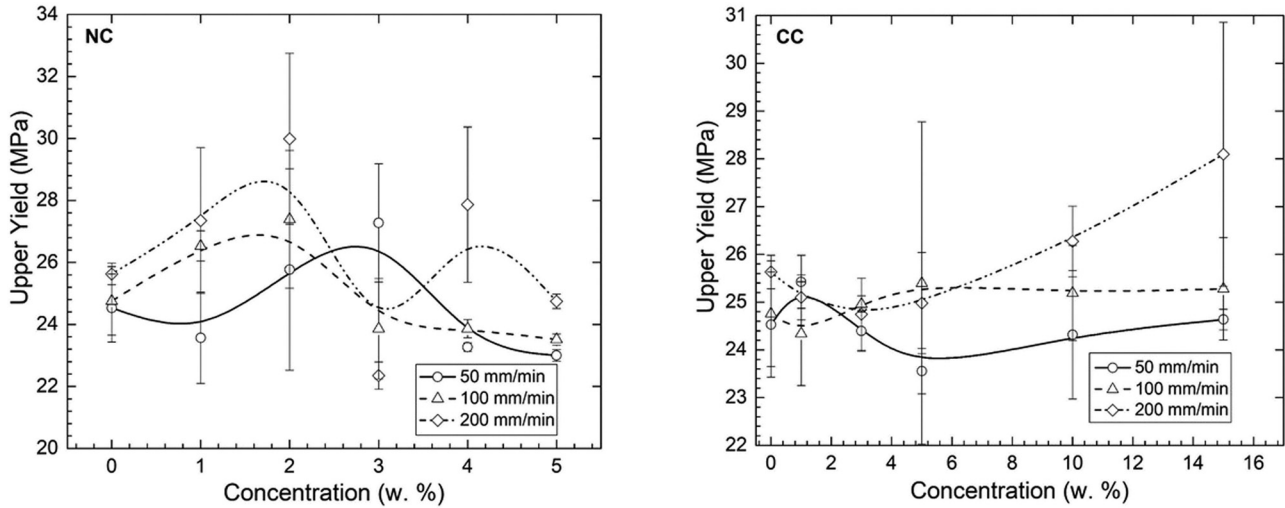 NC
34
32
30
28
26
24
22
20
Upper Yield (MPa)
0 1 2 3 4 5
Concentration (w. %)
50 mm/min
100 mm/min
200 mm/min
CC
31
30
29
28
27
26
25
24
23
22
Upper Yield (MPa)
0 2 4 6 8 10 12 14 16
Concentration (w. %)
50 mm/min
100 mm/min
200 mm/min